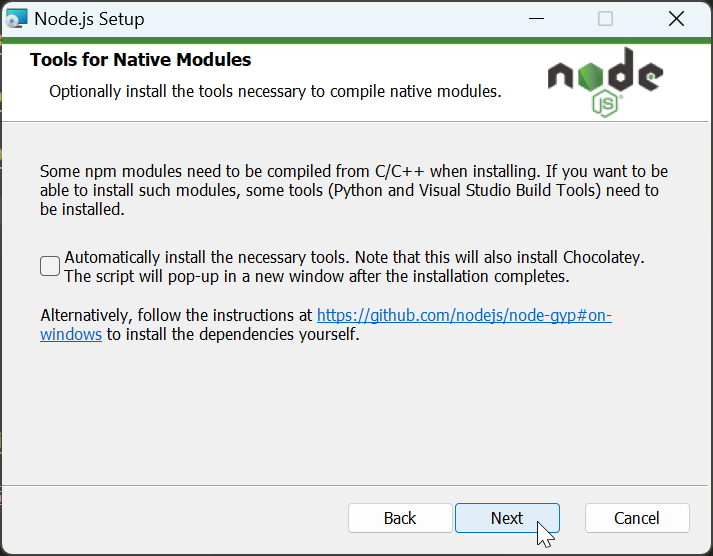 Node.js Setup
Tools for Native Modules
Optionally install the tools necessary to compile native modules.
node
JS
Some npm modules need to be compiled from C/C++ when installing. If you want to be
able to install such modules, some tools (Python and Visual Studio Build Tools) need to
be installed.
Automatically install the necessary tools. Note that this will also install Chocolatey.
The script will pop-up in a new window after the installation completes.
Alternatively, follow the instructions at https://github.com/nodejs/node-gyp#on-
windows to install the dependencies yourself.
Back
Next
Cancel